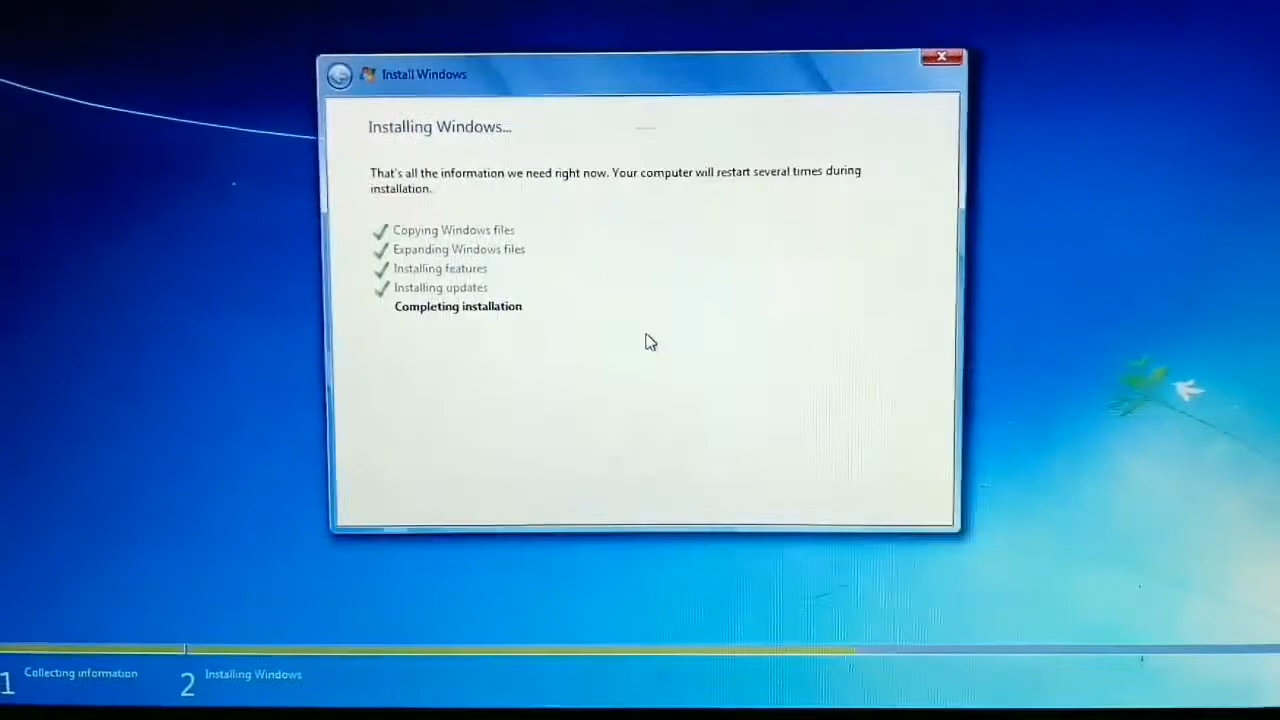 Install Windows
Installing Windows...
That's all the information we need right now. Your computer will restart several times during
installation.
Copying Windows files
Expanding Windows files
Installing features
Installing updates
Completing installation
1 Collecting information
2 Installing Windows